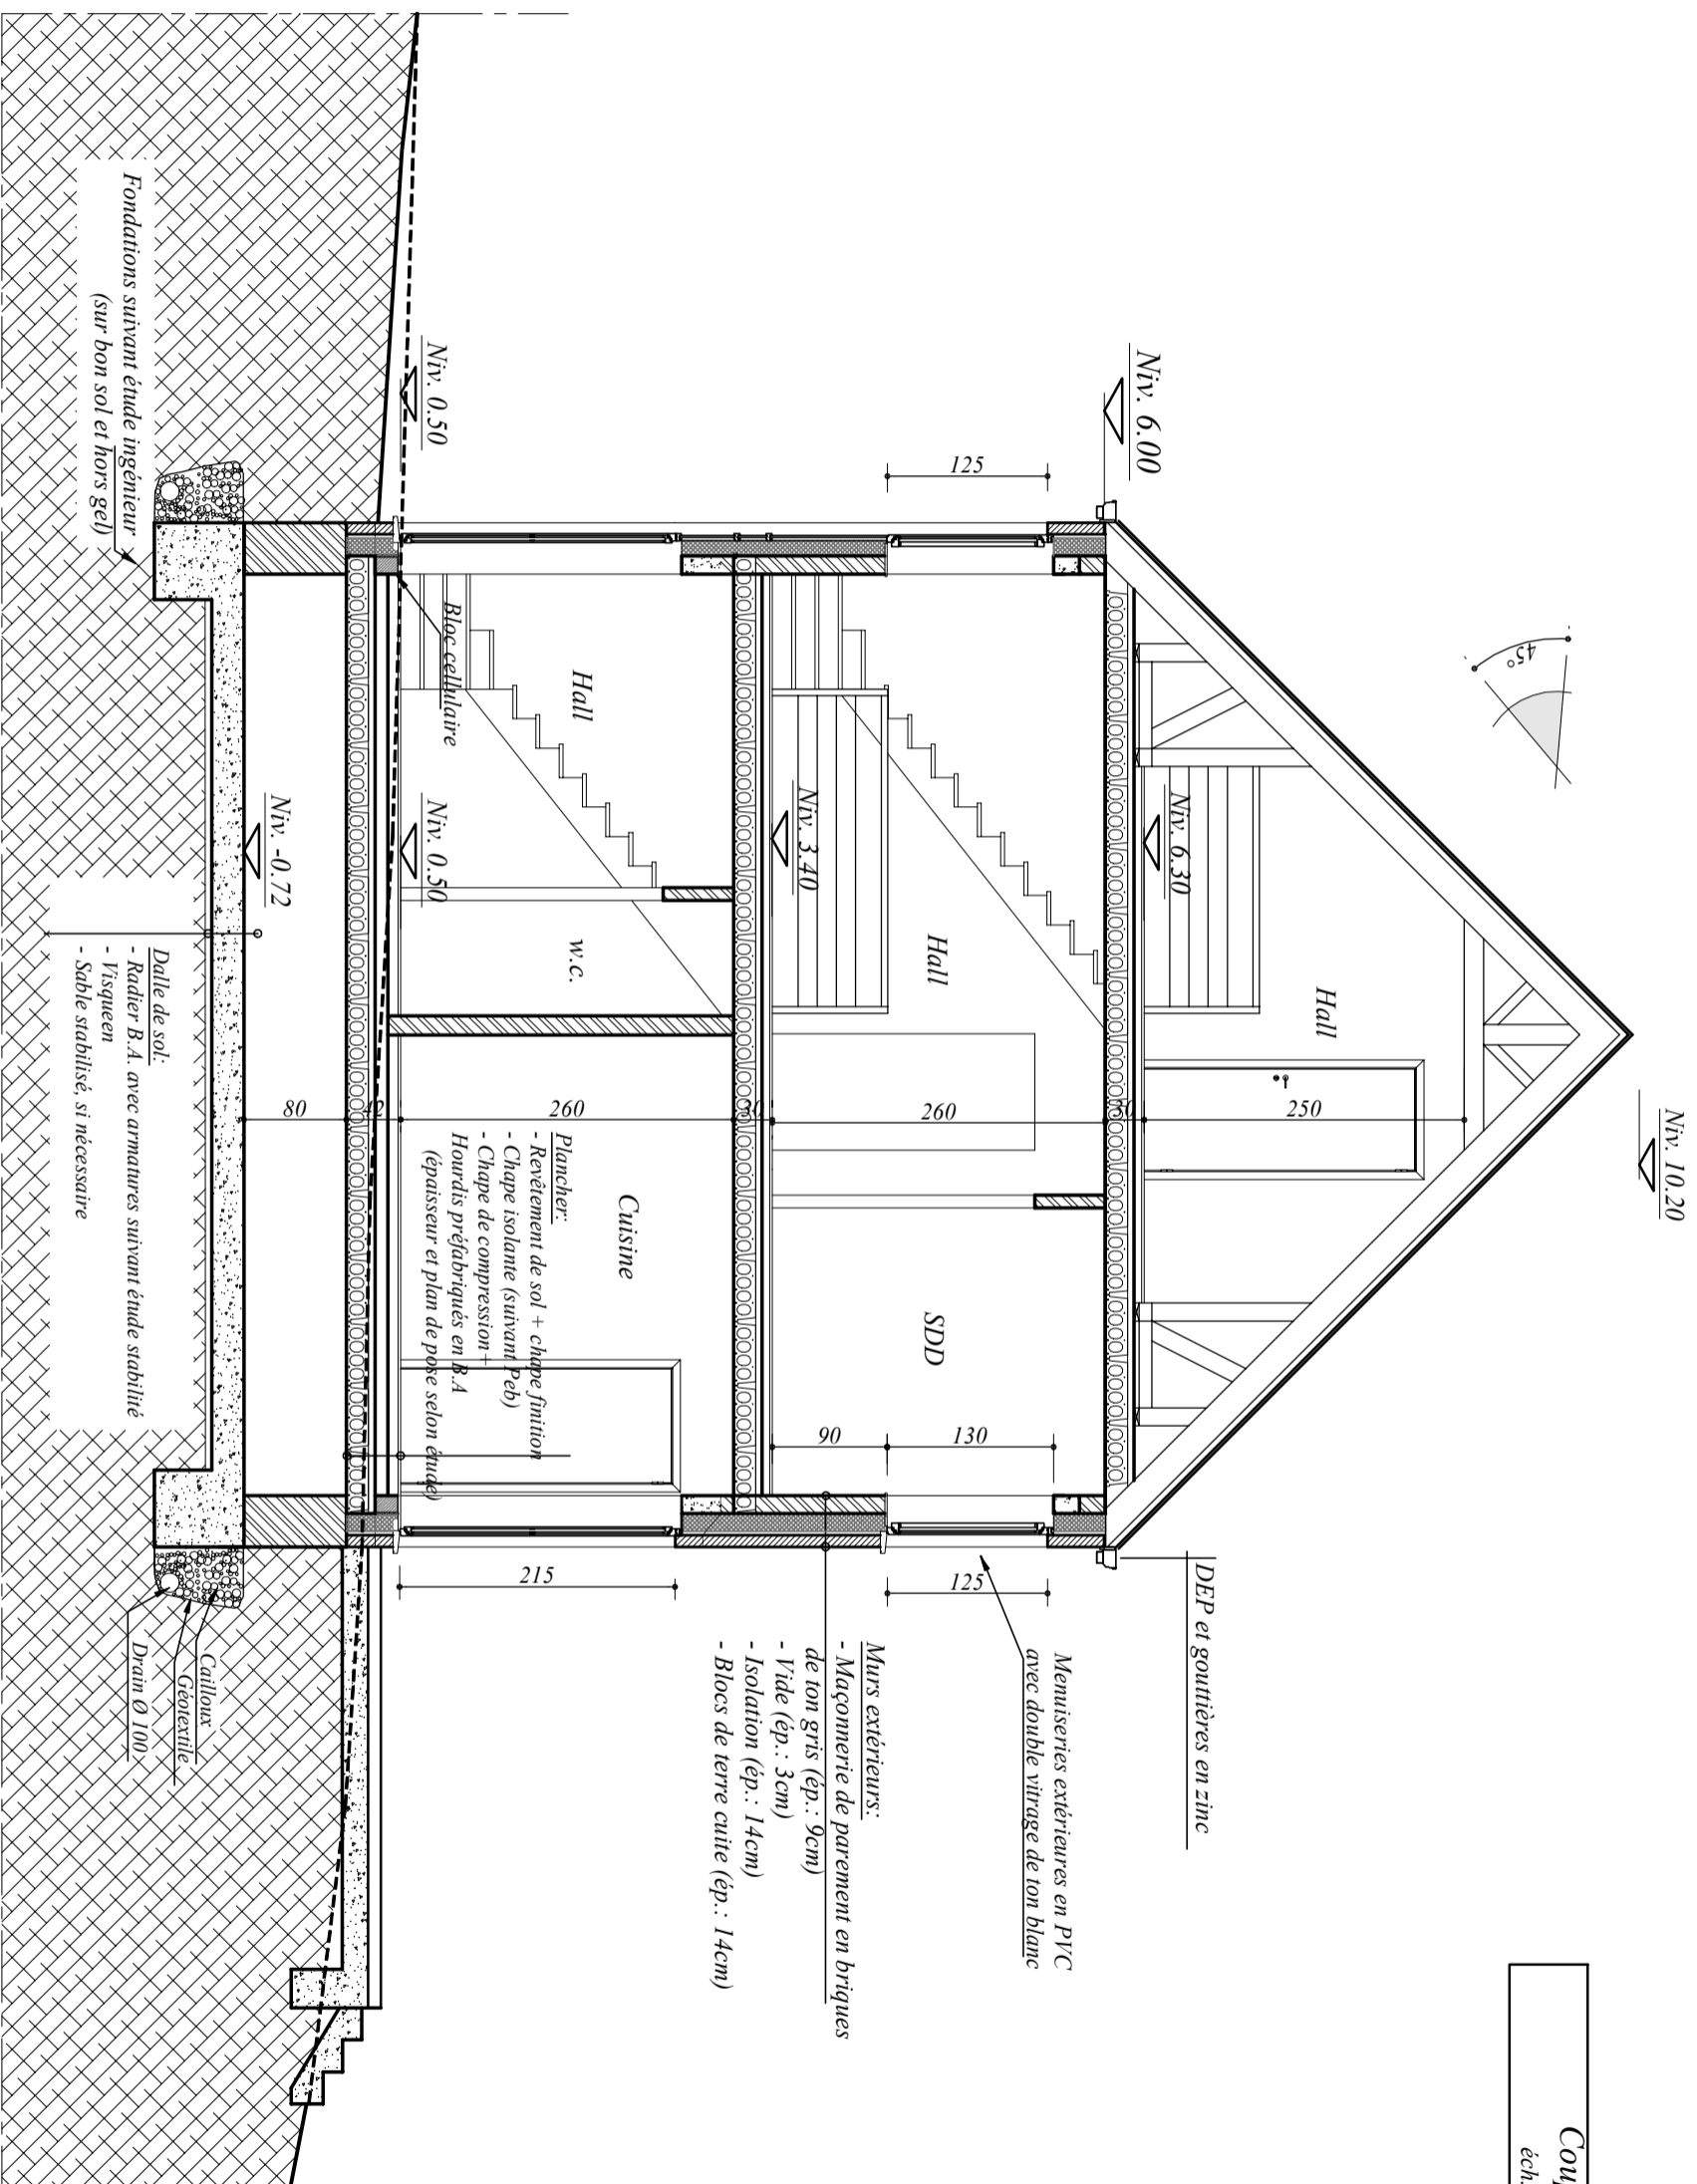 Niv. 10.20
45°
Hall
Niv. 6.30
250
30
Niv. 6.00
125
Hall
SDD
Niv. 3.40
260
90
130
30
Hall
w.c.
Cuisine
Niv. 0.50
Niv. 0.50
Bloc cellulaire
260
42
80
215
125
Plancher:
- Revêtement de sol + chape finition
- Chape isolante (suivant Peb)
- Chape de compression+
Hourdis préfabriqués en B.A
(épaisseur et plan de pose selon étude)
DEP et gouttières en zinc
Menuiseries extérieures en PVC
avec double vitrage de ton blanc
Murs extérieurs:
- Maçonnerie de parement en briques
de ton gris (ép.: 9cm)
- Vide (ép.: 3cm)
- Isolation (ép.: 14cm)
- Blocs de terre cuite (ép.: 14cm)
Niv. -0.72
Fondations suivant étude ingénieur
(sur bon sol et hors gel)
Dalle de sol:
- Radier B.A. avec armatures suivant étude stabilité
- Visqueen
- Sable stabilisé, si nécessaire
Cailloux
Géotextile
Drain Ø 100